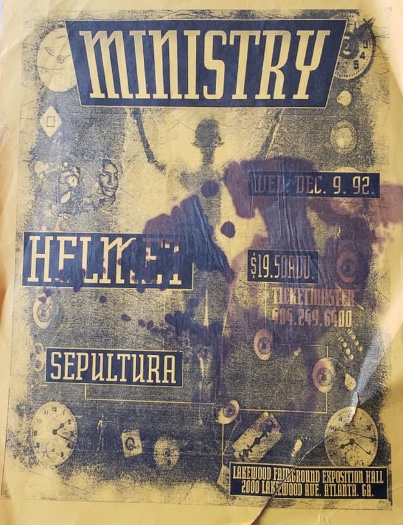 MINISTRY
WED. DEC. 9. 92.
HELMET
$19.50ADV.
TICKETMASTER
404.249.6400
SEPULTURA
LAKEWOOD FAIRGROUND EXPOSITION HALL
2000 LAKEWOOD AVE. ATLANTA. GA.